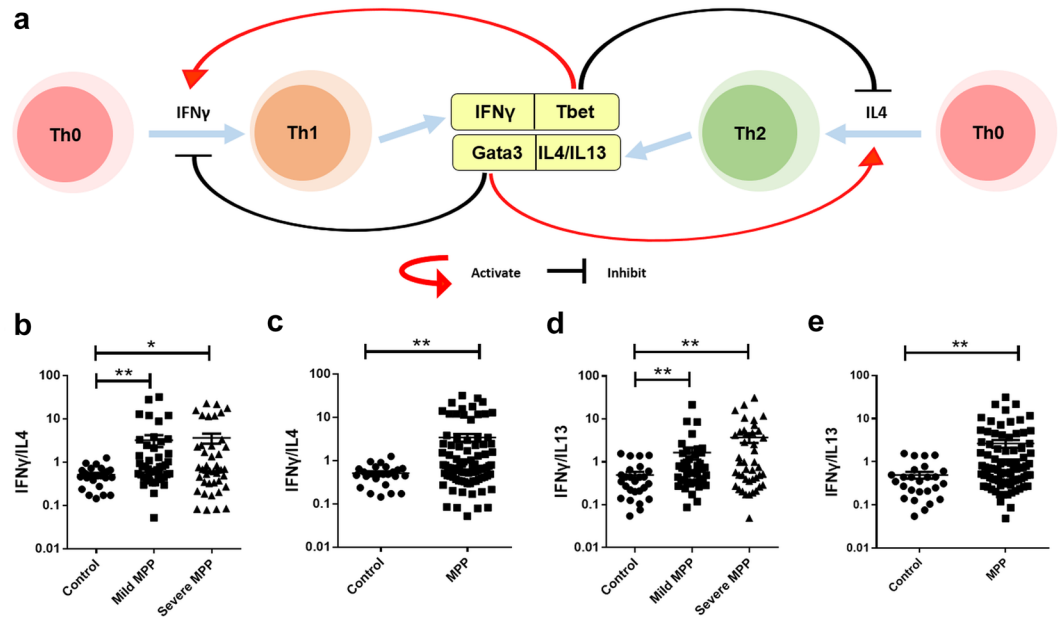 a
IFNγ
IL4
Th0
Th1
IFNγ Tbet
Gata3 IL4/IL13
Th2
Th0
Activate
Inhibit
b
*
**
100
10
1
0.1
0.01
IFNγ/IL4
Control
Mild MPP
Severe MPP
c
**
100
10
1
0.1
0.01
IFNγ/IL4
Control
MPP
d
**
**
100
10
1
0.1
0.01
IFNγ/IL13
Control
Mild MPP
Severe MPP
e
**
100
10
1
0.1
0.01
IFNγ/IL13
Control
MPP